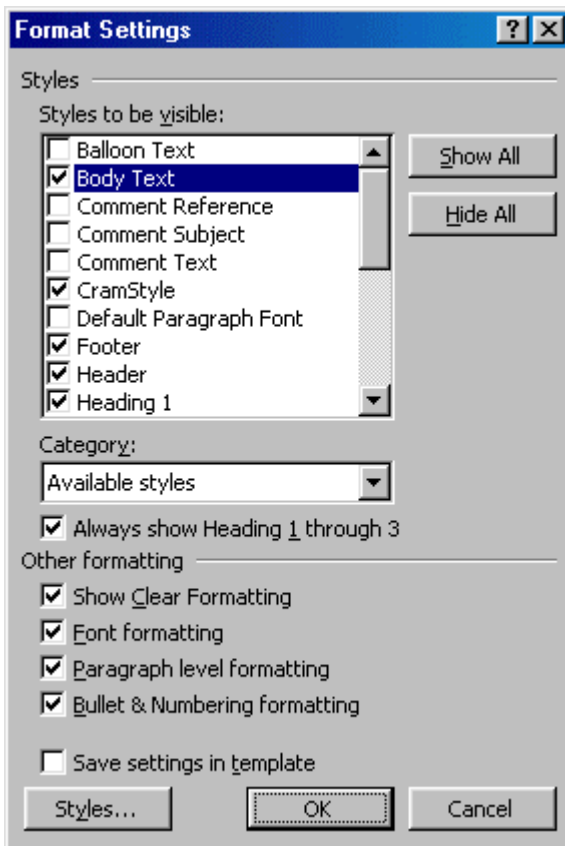 Format Settings
Styles
Styles to be visible:
Balloon Text
Body Text
Comment Reference
Comment Subject
Comment Text
CramStyle
Default Paragraph Font
Footer
Header
Heading 1
Show All
Hide All
Category:
Available styles
Always show Heading 1 through 3
Other formatting
Show Clear Formatting
Font formatting
Paragraph level formatting
Bullet & Numbering formatting
Save settings in template
Styles... OK Cancel